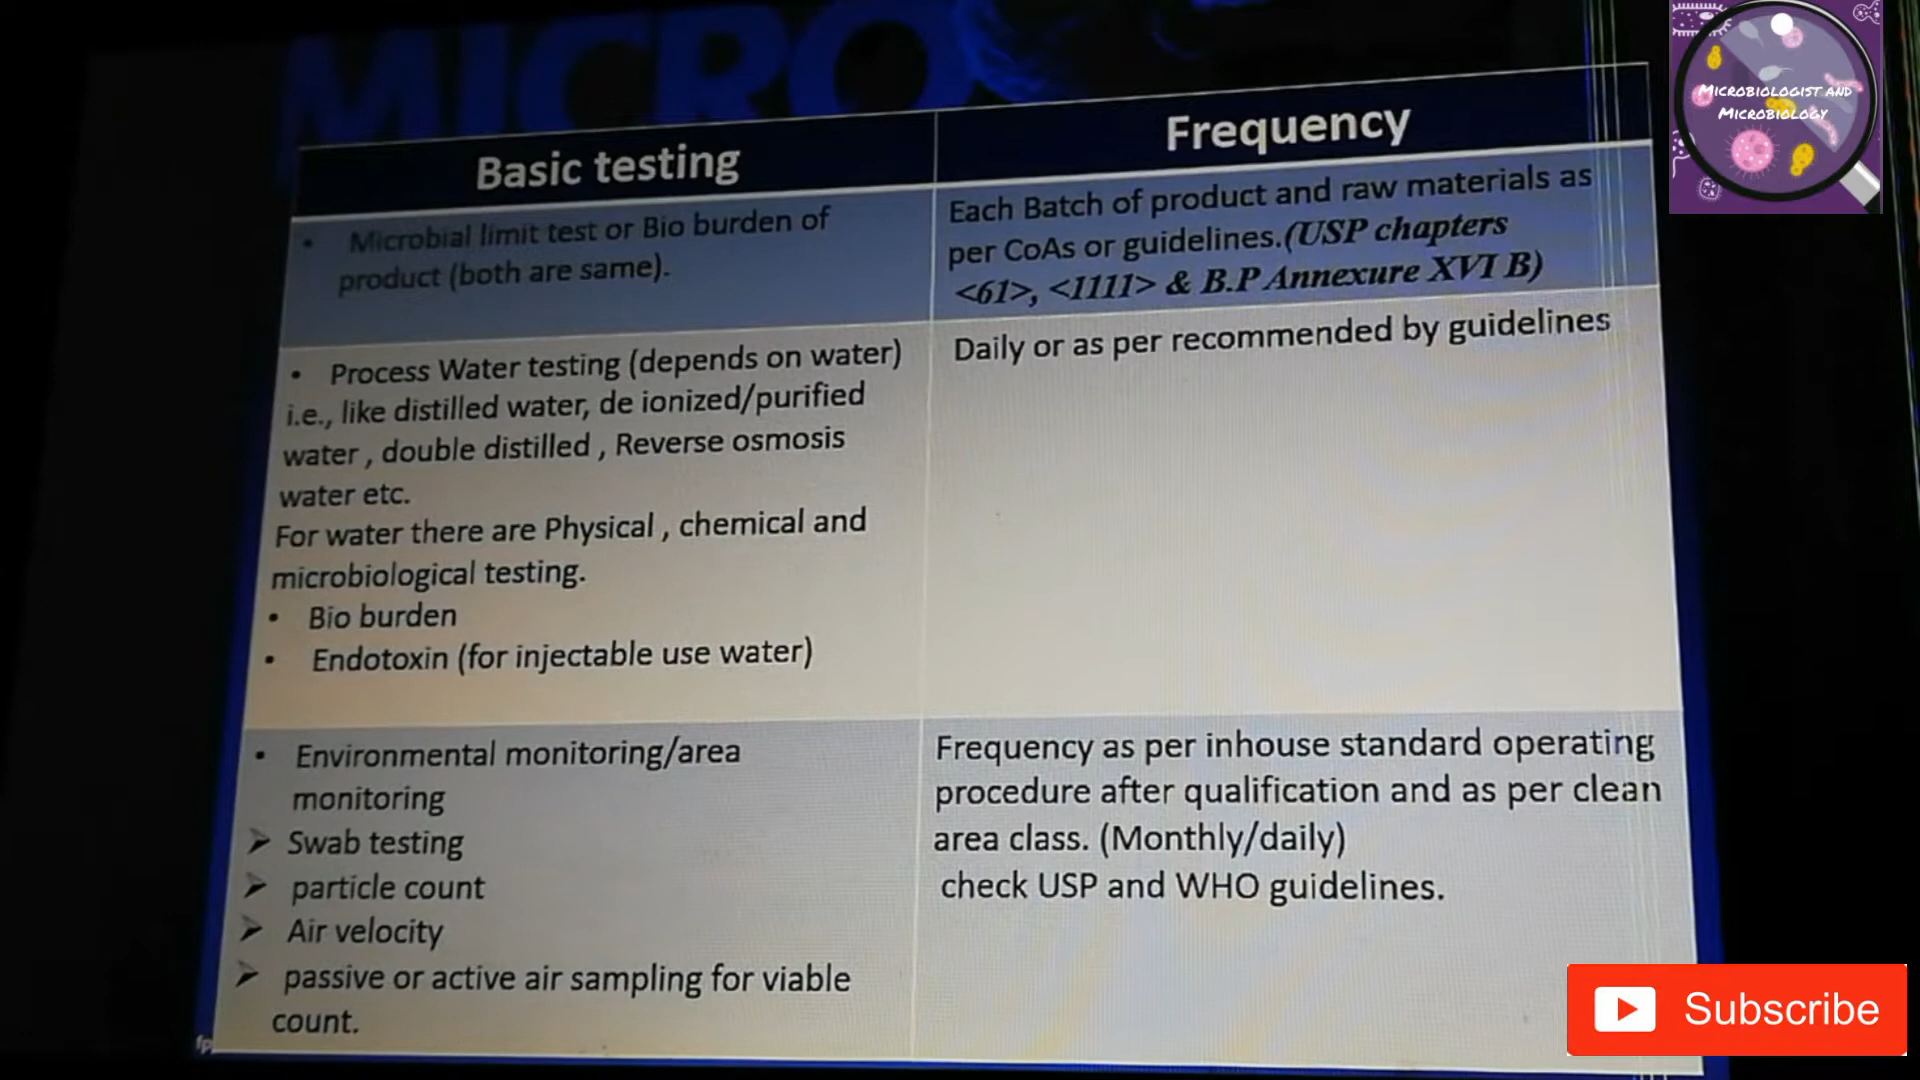 MICRO
MICROBIOLOGIST AND
MICROBIOLOGY
Basic testing
Frequency
• Microbial limit test or Bio burden of
product (both are same).
Each Batch of product and raw materials as
per CoAs or guidelines.(USP chapters
<61>, <1111> & B.P Annexure XVI B)
• Process Water testing (depends on water)
i.e., like distilled water, de ionized/purified
water , double distilled , Reverse osmosis
water etc.
For water there are Physical , chemical and
microbiological testing.
• Bio burden
• Endotoxin (for injectable use water)
Daily or as per recommended by guidelines
• Environmental monitoring/area
monitoring
➢ Swab testing
➢ particle count
➢ Air velocity
➢ passive or active air sampling for viable
count.
Frequency as per inhouse standard operating
procedure after qualification and as per clean
area class. (Monthly/daily)
check USP and WHO guidelines.
fp
Subscribe